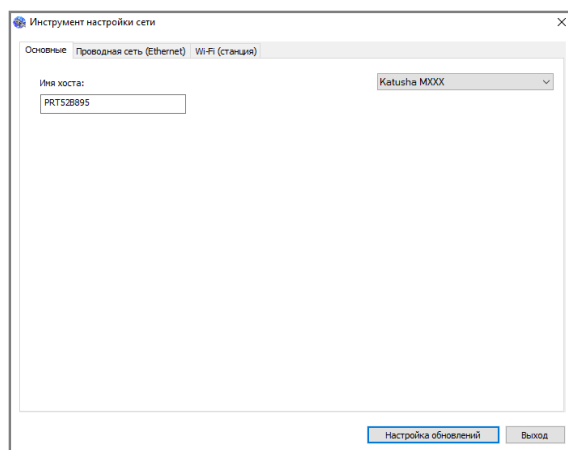 Инструмент настройки сети
Основные Проводная сеть (Ethernet) Wi-Fi (станция)
Имя хоста: Katusha MXXX
PRT52B895
Настройка обновлений Выход